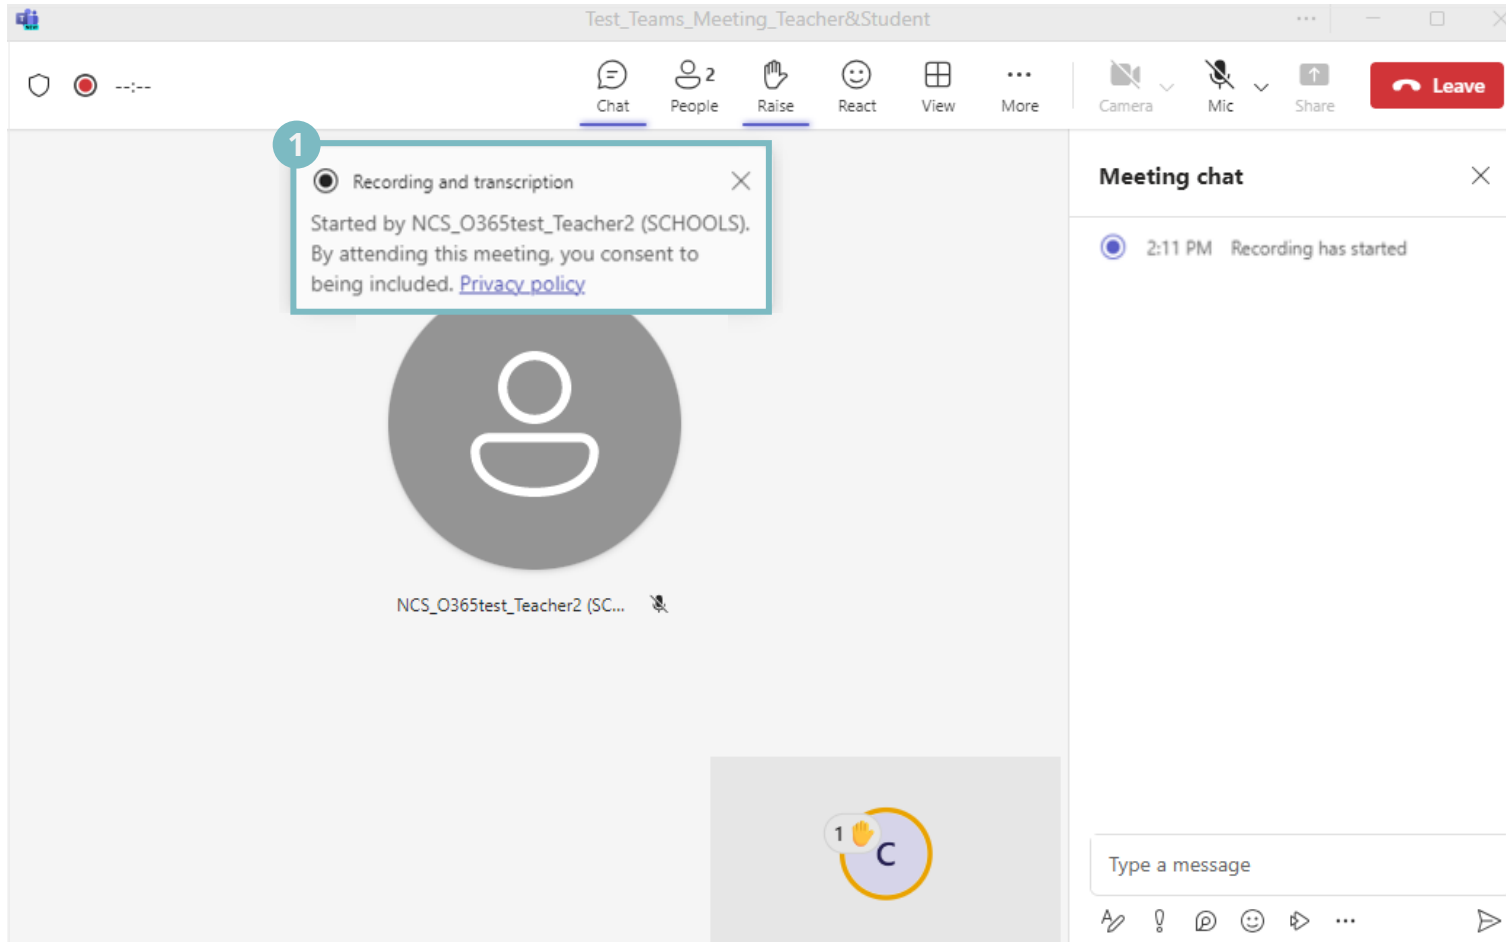 Test_Teams_Meeting_Teacher&Student
--:--
Chat
People 2
Raise
React
View
More
Camera
Mic
Share
Leave
1
Recording and transcription
Started by NCS_O365test_Teacher2 (SCHOOLS).
By attending this meeting, you consent to
being included. Privacy policy
NCS_O365test_Teacher2 (SC...
1
C
Meeting chat
2:11 PM Recording has started
Type a message